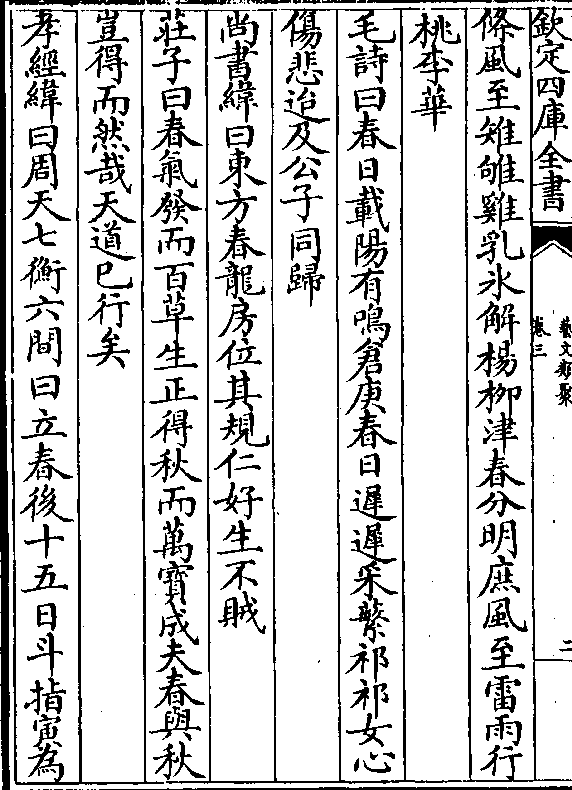 欽定四庫全書
藝文類聚
卷三
二
條風至雉雊雞乳氷解楊柳津春分明庶風至雷雨行
桃李華
毛詩曰春日載陽有鳴倉庚春日遲遲采蘩祁祁女心
傷悲迨及公子同歸
尚書緯曰東方春龍房位其規仁好生不賊
莊子曰春氣發而百草生正得秋而萬寶成夫春與秋
豈得而然哉天道已行矣
孝經緯曰周天七衡六間曰立春後十五日斗指寅為